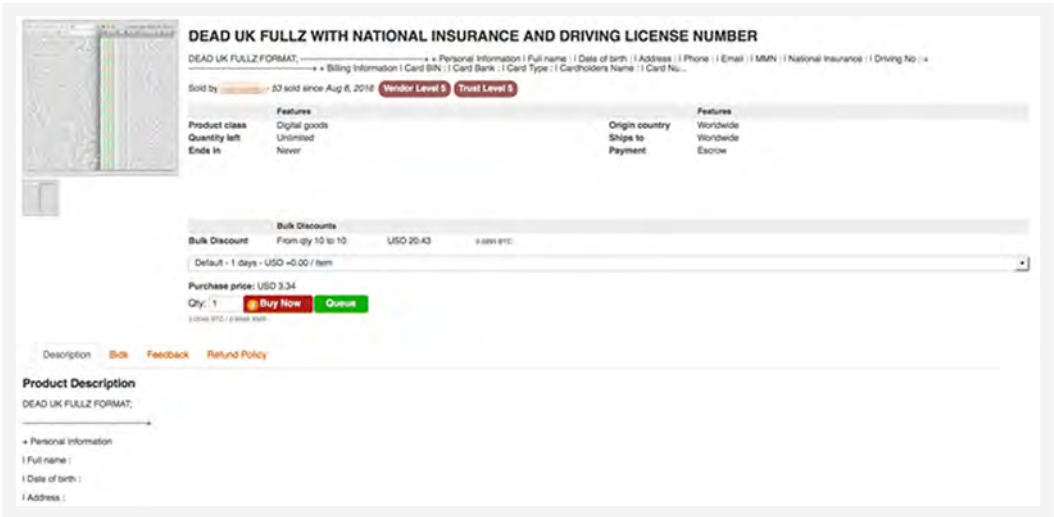 DEAD UK FULLZ WITH NATIONAL INSURANCE AND DRIVING LICENSE NUMBER
DEAD UK FULLZ FORMAT; + + Personal Information I Full name : I Date of birth : I Address : I Phone : I Email : I MMN : I National Insurance : I Driving No : +
+ + Billing Information I Card BIN : I Card Bank : I Card Type : I Cardholders Name : I Card Nu...
Sold by - 53 sold since Aug 6, 2016 Vendor Level 5 Trust Level 5
Features Features
Product class Digital goods Origin country Worldwide
Quantity left Unlimited Ships to Worldwide
Ends in Never Payment Escrow
Bulk Discounts
Bulk Discount From qty 10 to 10 USD 20.43 BTC
Default - 1 days - USD +0.00 / item
Purchase price: USD 3.34
Qty: 1 Buy Now Queue
Description Bids Feedback Refund Policy
Product Description
DEAD UK FULLZ FORMAT;
+
+ Personal Information
I Full name :
I Date of birth :
I Address :